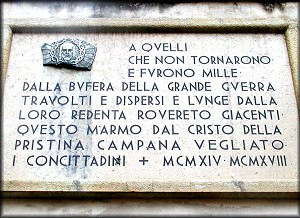 A QVELLI
CHE NON TORNARONO
E FVRONO MILLE·
DALLA BVFERA DELLA GRANDE GVERRA
TRAVOLTI E DISPERSI E LVNGE DALLA
LORO REDENTA ROVERETO GIACENTI·
QVESTO MARMO DAL CRISTO DELLA
PRISTINA CAMPANA VEGLIATO
I CONCITTADINI + MCMXIV·MCMXVIII